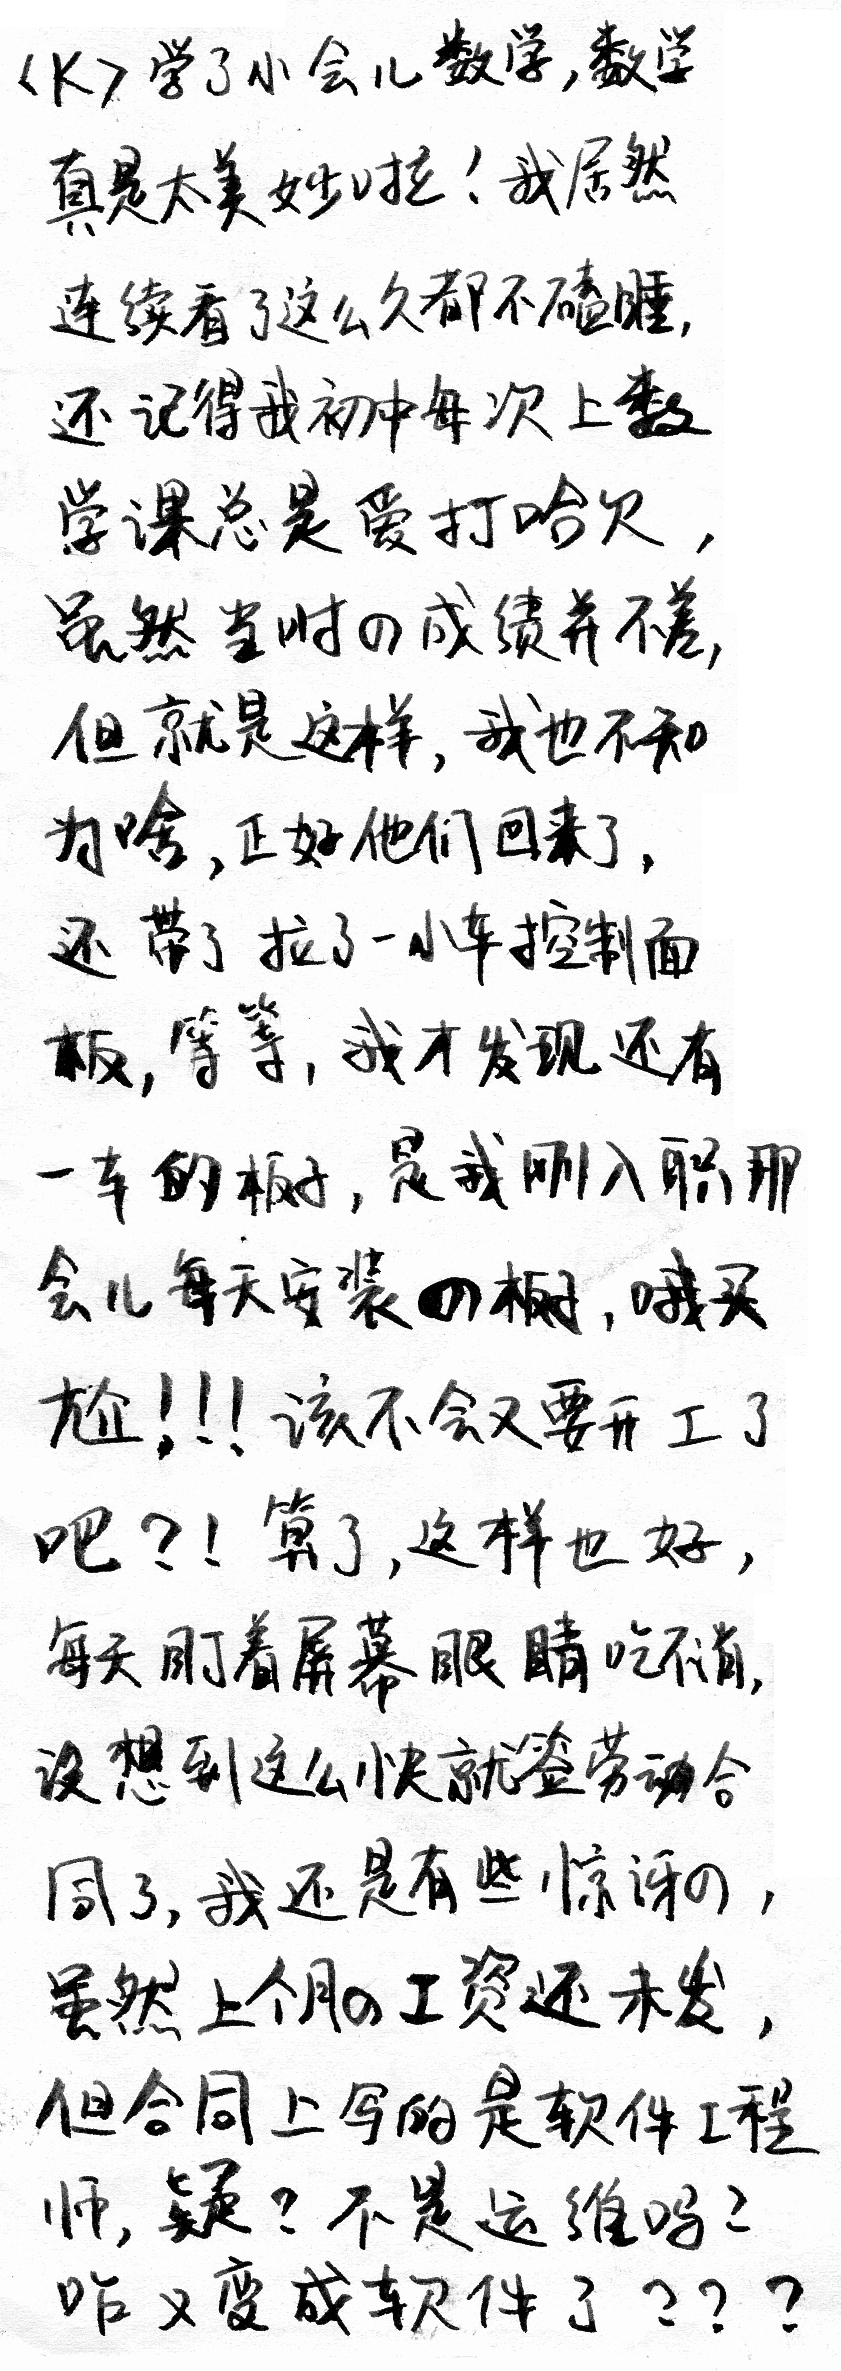 <K>学了小会儿数学,数学
真是太美妙啦!我居然
连续看了这么久都不磕睡,
还记得我初中每次上数
学课总是爱打哈欠,
虽然当时の成绩并不差,
但就是这样,我也不知
为啥,正好他们回来了,
还带了拉了一小车控制面
板,等等,我才发现还有
一车的板子,是我刚入职那
会儿每天安装の板子,哦买
尬!!!该不会又要开工了
吧?!算了,这样也好,
每天盯着屏幕眼睛吃不消,
没想到这么快就签劳动合
同了,我还是有些惊讶の,
虽然上个月の工资还未发,
但合同上写的是软件工程
师,疑?不是运维吗?
咋又变成软件了???